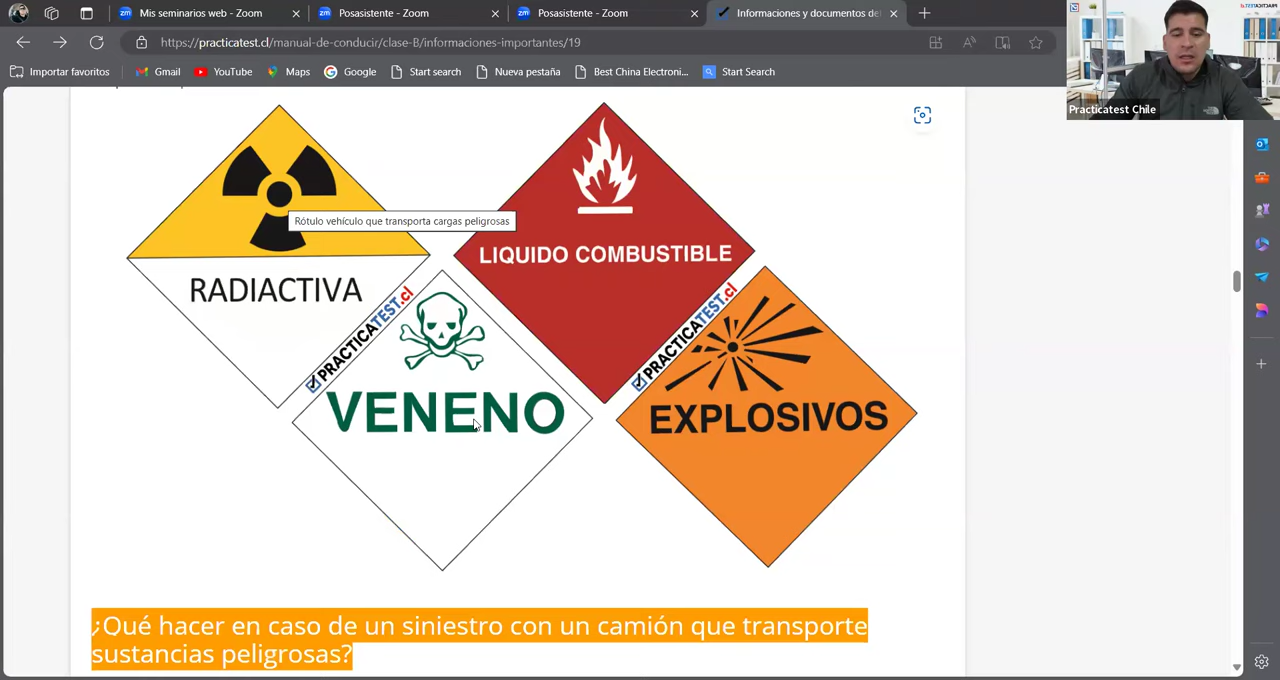 Mis seminarios web - Zoom
Posasistente - Zoom
Posasistente - Zoom
Informaciones y documentos del
https://practicatest.cl/manual-de-conducir/clase-B/informaciones-importantes/19
Importar favoritos
Gmail
YouTube
Maps
Google
Start search
Nueva pestaña
Best China Electroni...
Start Search
Practicatest Chile
Rótulo vehículo que transporta cargas peligrosas
RADIACTIVA
LIQUIDO COMBUSTIBLE
PRACTICATEST.cl
VENENO
PRACTICATEST.cl
EXPLOSIVOS
¿Qué hacer en caso de un siniestro con un camión que transporte
sustancias peligrosas?